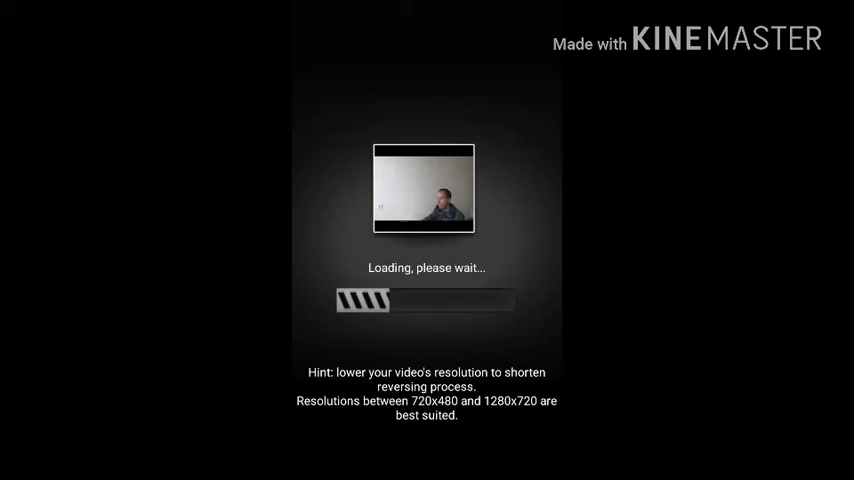 Made with KINEMASTER
Loading, please wait...
Hint: lower your video's resolution to shorten
reversing process.
Resolutions between 720x480 and 1280x720 are
best suited.